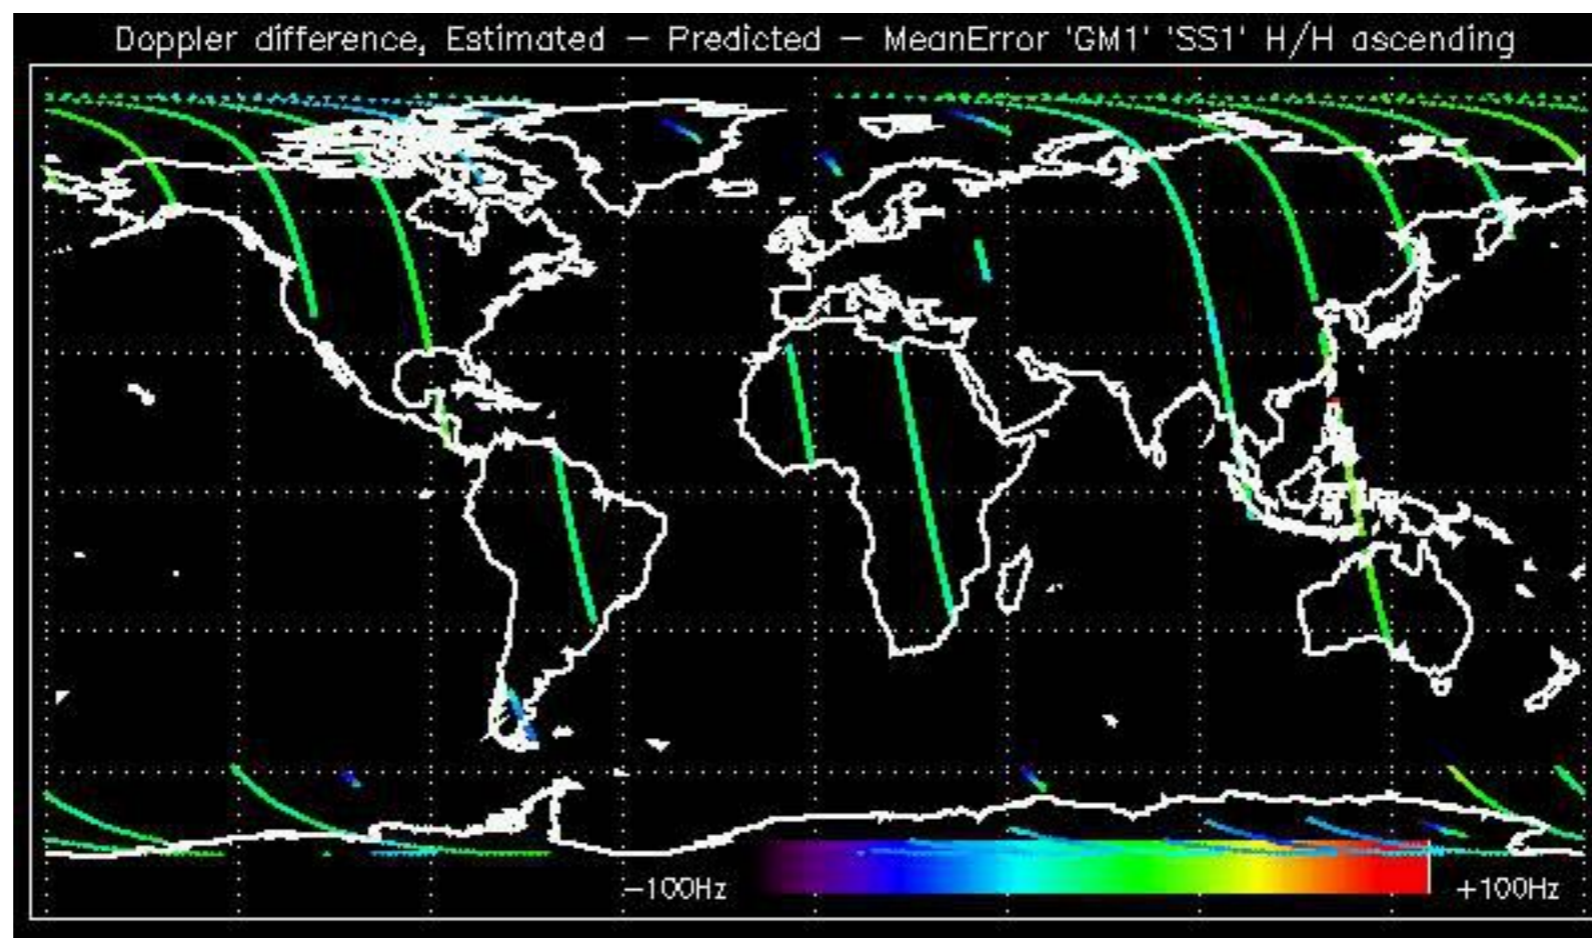 Doppler difference, Estimated – Predicted – MeanError 'GM1' 'SS1' H/H ascending
–100Hz
+100Hz